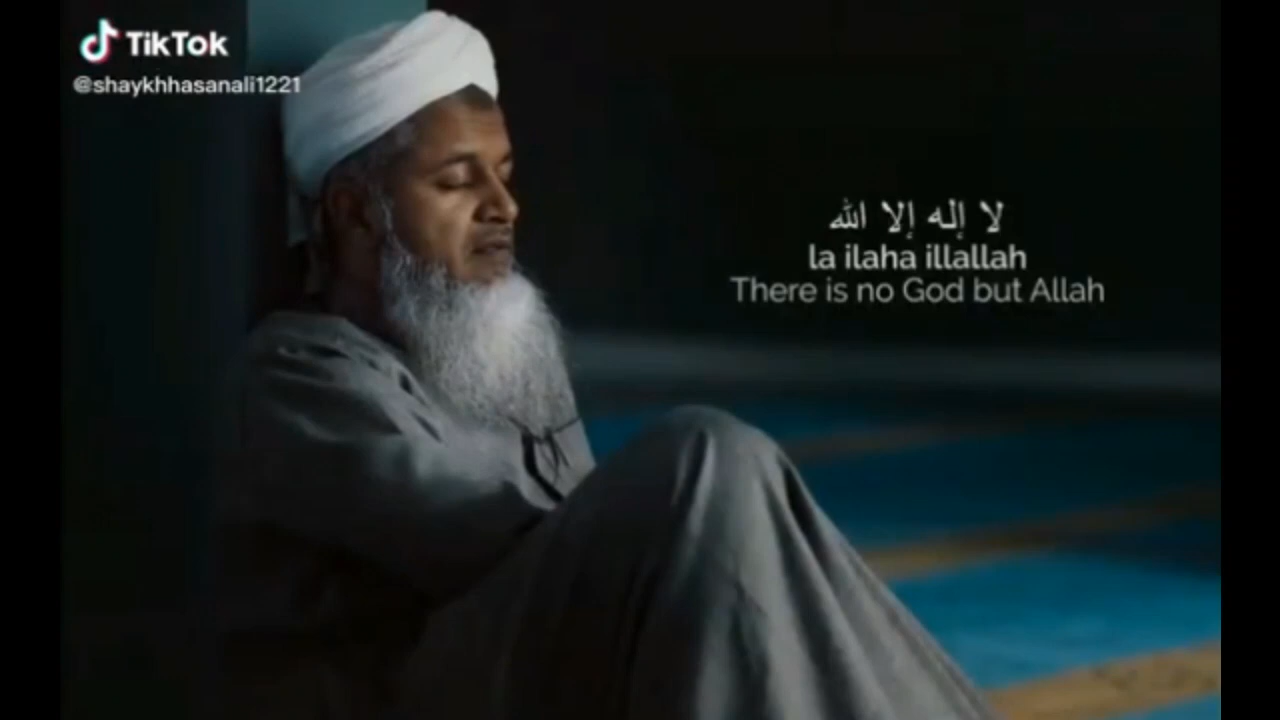 TikTok
@shaykhhasanali1221
لا إله إلا الله
la ilaha illallah
There is no God but Allah